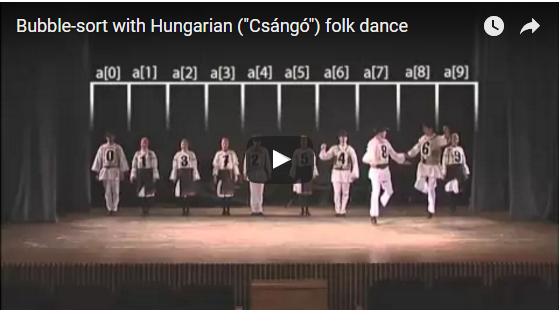 Bubble-sort with Hungarian ("Csángó") folk dance
a[0] a[1] a[2] a[3] a[4] a[5] a[6] a[7] a[8] a[9]
0 1 3 7 2 5 4 8 6 9